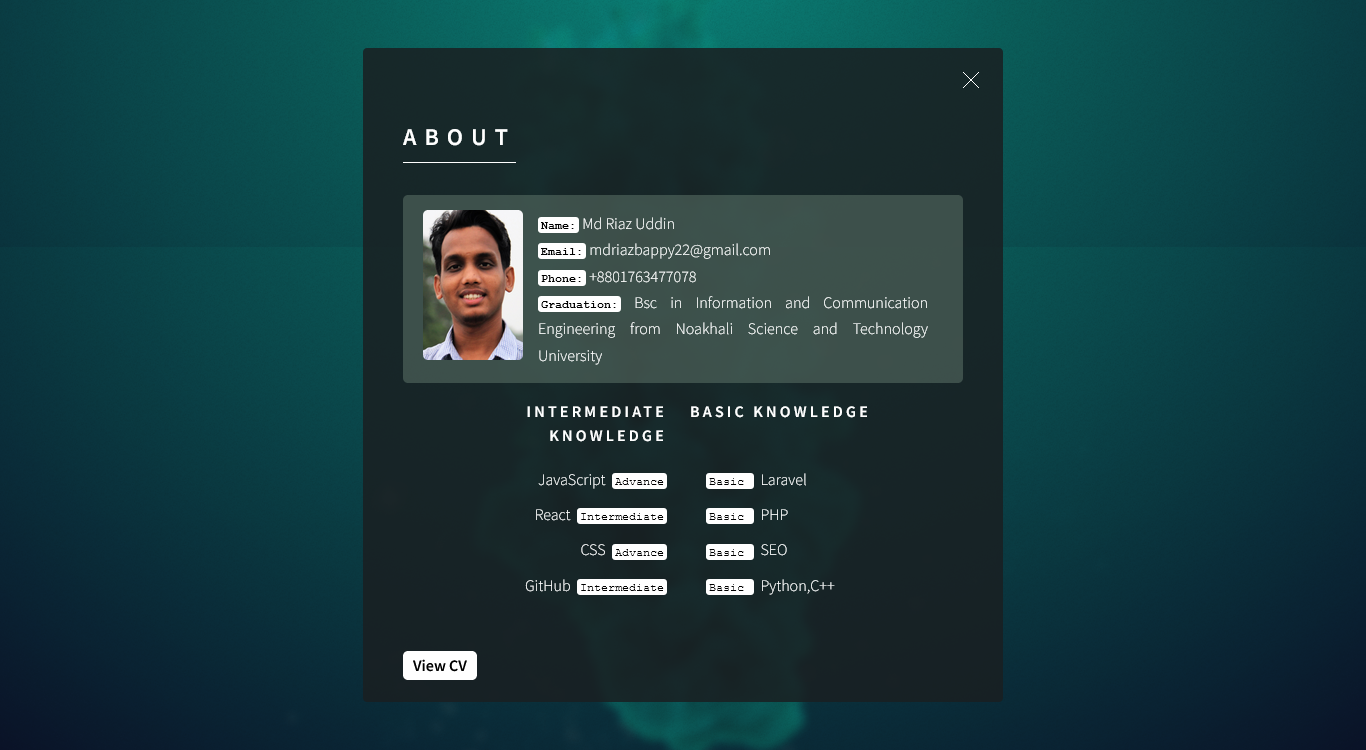 ABOUT
Name: Md Riaz Uddin
Email: mdriazbappy22@gmail.com
Phone: +8801763477078
Graduation: Bsc in Information and Communication
Engineering from Noakhali Science and Technology
University
INTERMEDIATE
KNOWLEDGE
JavaScript Advance
React Intermediate
CSS Advance
GitHub Intermediate
BASIC KNOWLEDGE
Basic Laravel
Basic PHP
Basic SEO
Basic Python,C++
View CV